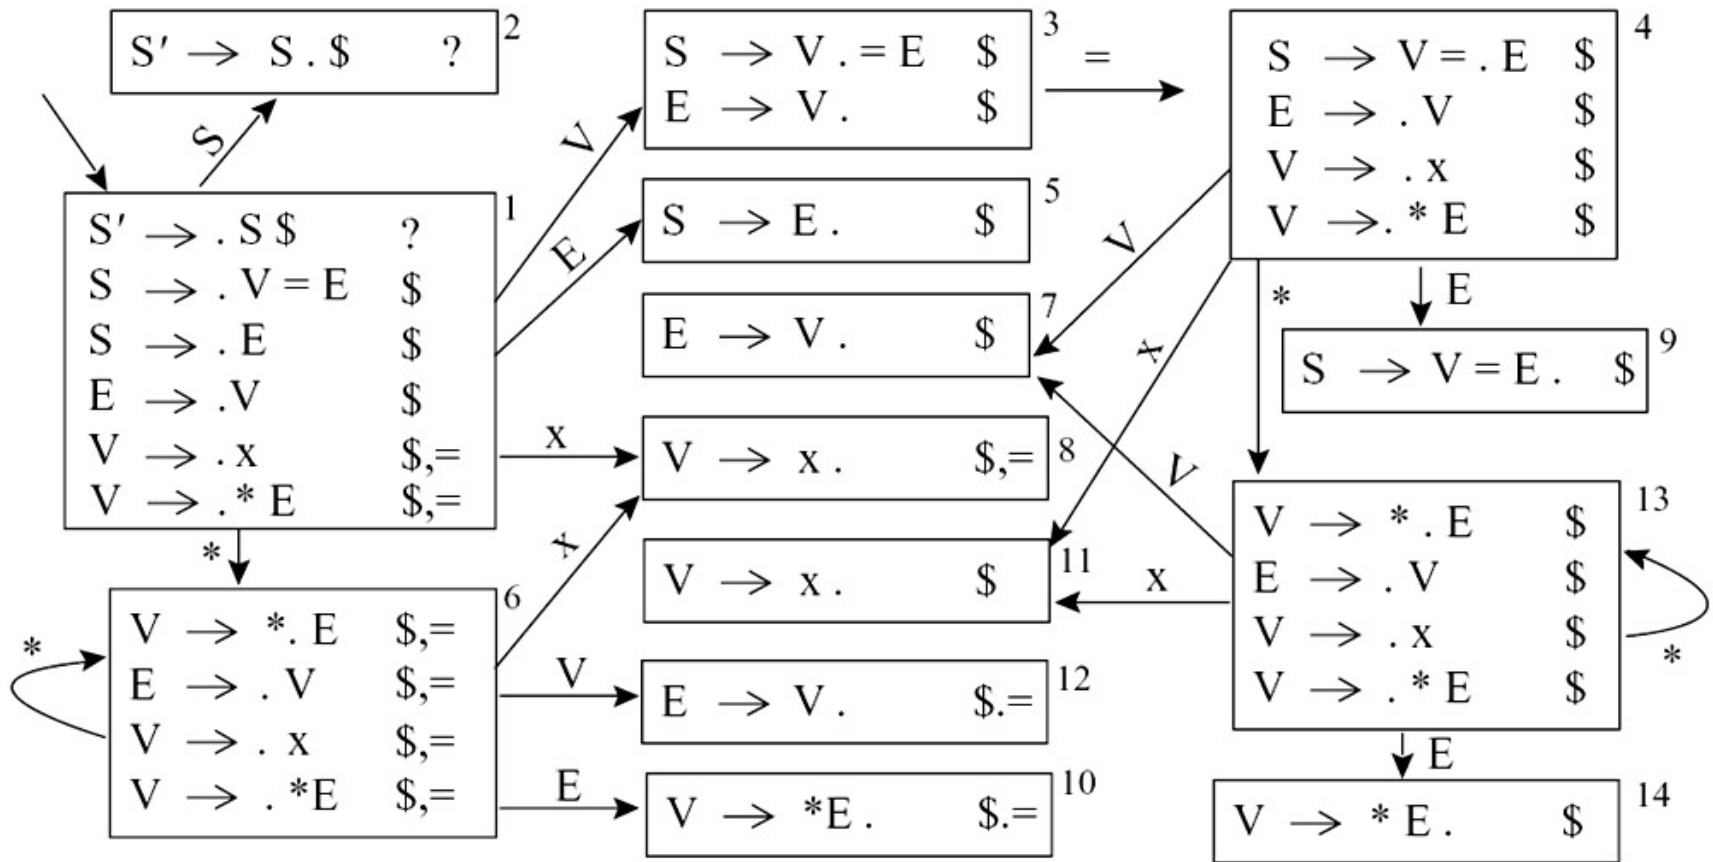 2
S' → S . $ ?
S
1
S' → . S $ ?
S → . V = E $
S → . E $
E → . V $
V → . x $,=
V → . * E $,=
*
6
V → *. E $,=
E → . V $,=
V → . x $,=
V → . *E $,=
*
V
E
x
x
V
E
3
S → V . = E $
E → V . $
=
5
S → E . $
7
E → V . $
8
V → x . $,=
11
V → x . $
12
E → V . $.=
10
V → *E . $.=
4
S → V = . E $
E → . V $
V → . x $
V → . * E $
V
x
*
E
9
S → V = E . $
V
x
13
V → * . E $
E → . V $
V → . x $
V → . * E $
*
E
14
V → * E . $